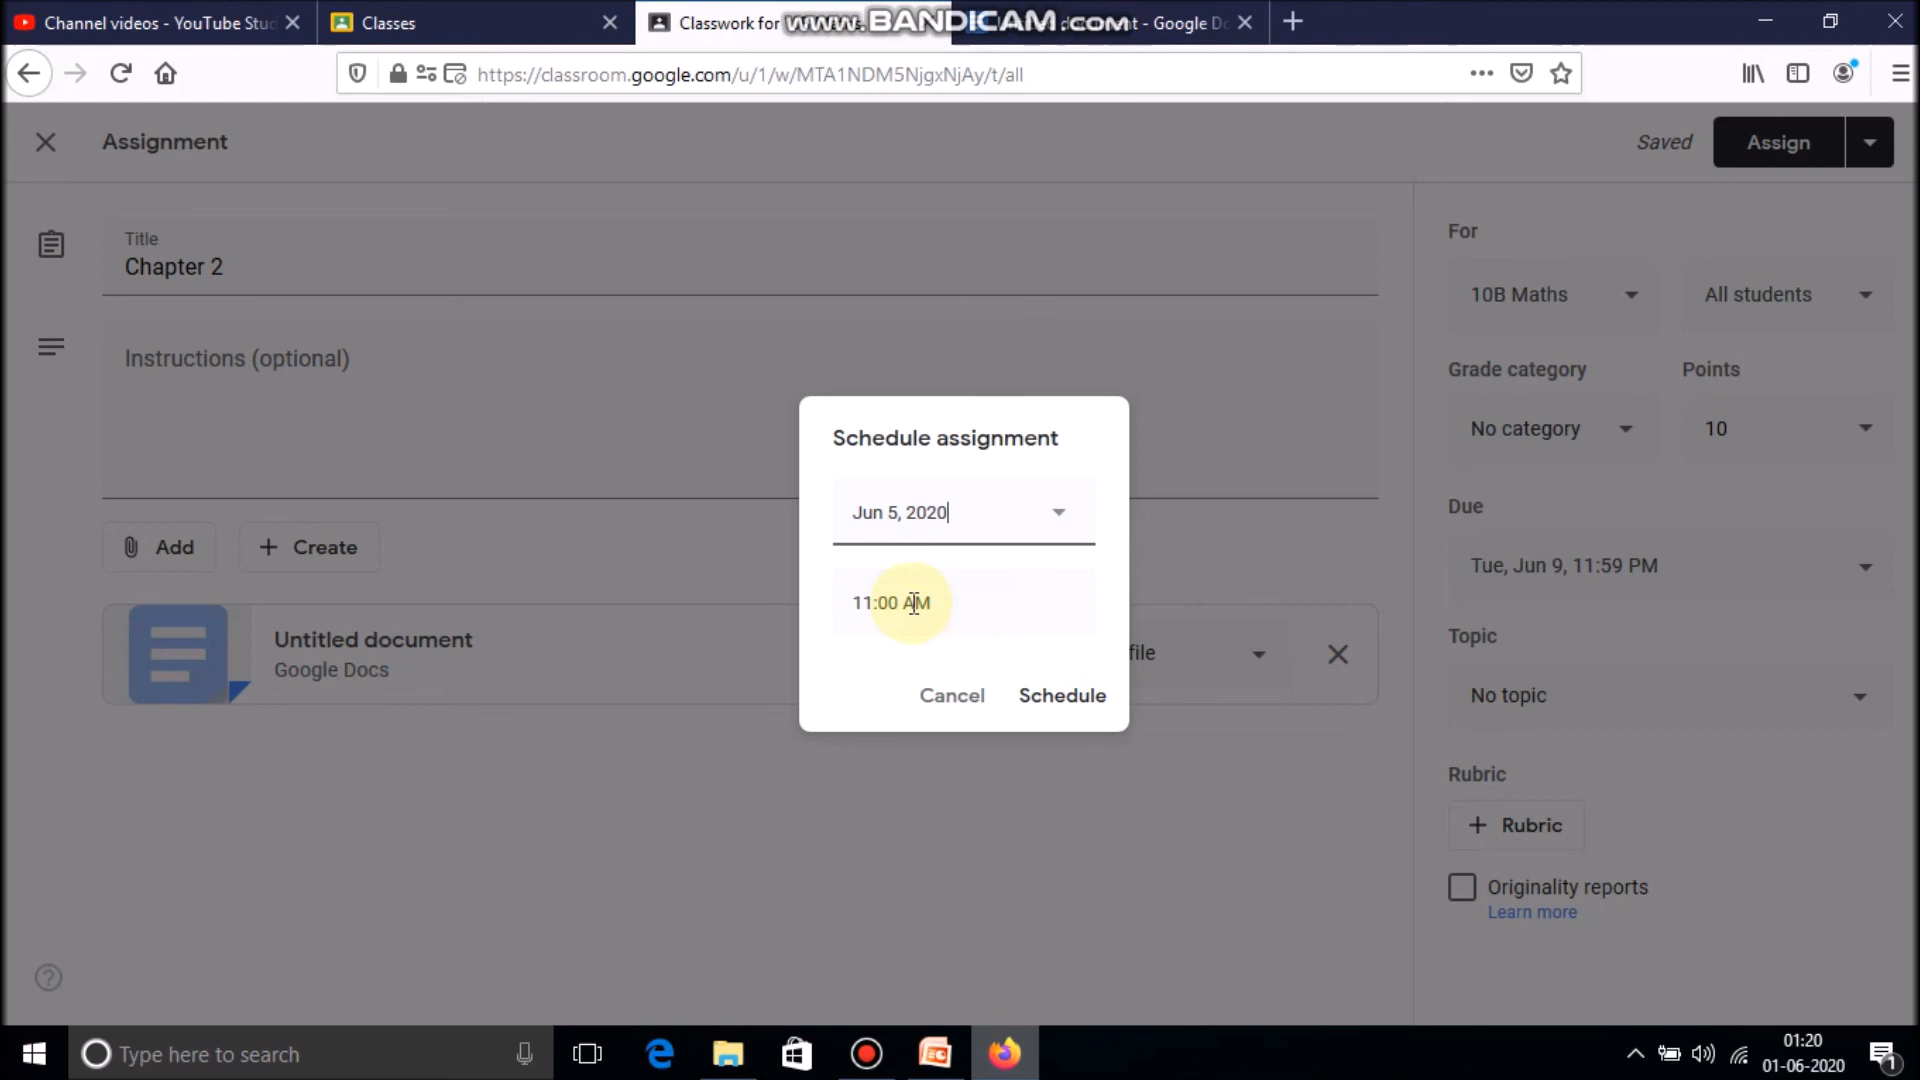 Channel videos - YouTube Stud
Classes
Classwork for
www.BANDICAM.com
document - Google Do
https://classroom.google.com/u/1/w/MTA1NDM5NjgxNjAy/t/all
Assignment
Saved
Assign
Title
Chapter 2
Instructions (optional)
Add
Create
Untitled document
Google Docs
file
For
10B Maths
All students
Grade category
Points
No category
10
Due
Tue, Jun 9, 11:59 PM
Topic
No topic
Rubric
+ Rubric
Originality reports
Learn more
Schedule assignment
Jun 5, 2020
11:00 AM
Cancel
Schedule
Type here to search
01:20
01-06-2020
1